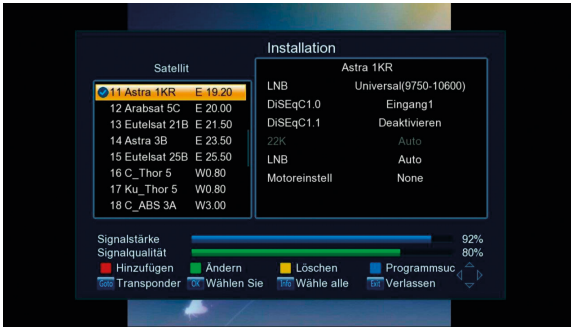 Installation
Satellit
11 Astra 1KR E 19.20
12 Arabsat 5C E 20.00
13 Eutelsat 21B E 21.50
14 Astra 3B E 23.50
15 Eutelsat 25B E 25.50
16 C_Thor 5 W0.80
17 Ku_Thor 5 W0.80
18 C_ABS 3A W3.00
Astra 1KR
LNB Universal(9750-10600)
DiSEqC1.0 Eingang1
DiSEqC1.1 Deaktivieren
22K Auto
LNB Auto
Motoreinstell None
Signalstärke 92%
Signalqualität 80%
Hinzufügen Ändern Löschen Programmsuc
Goto Transponder OK Wählen Sie Info Wähle alle Exit Verlassen